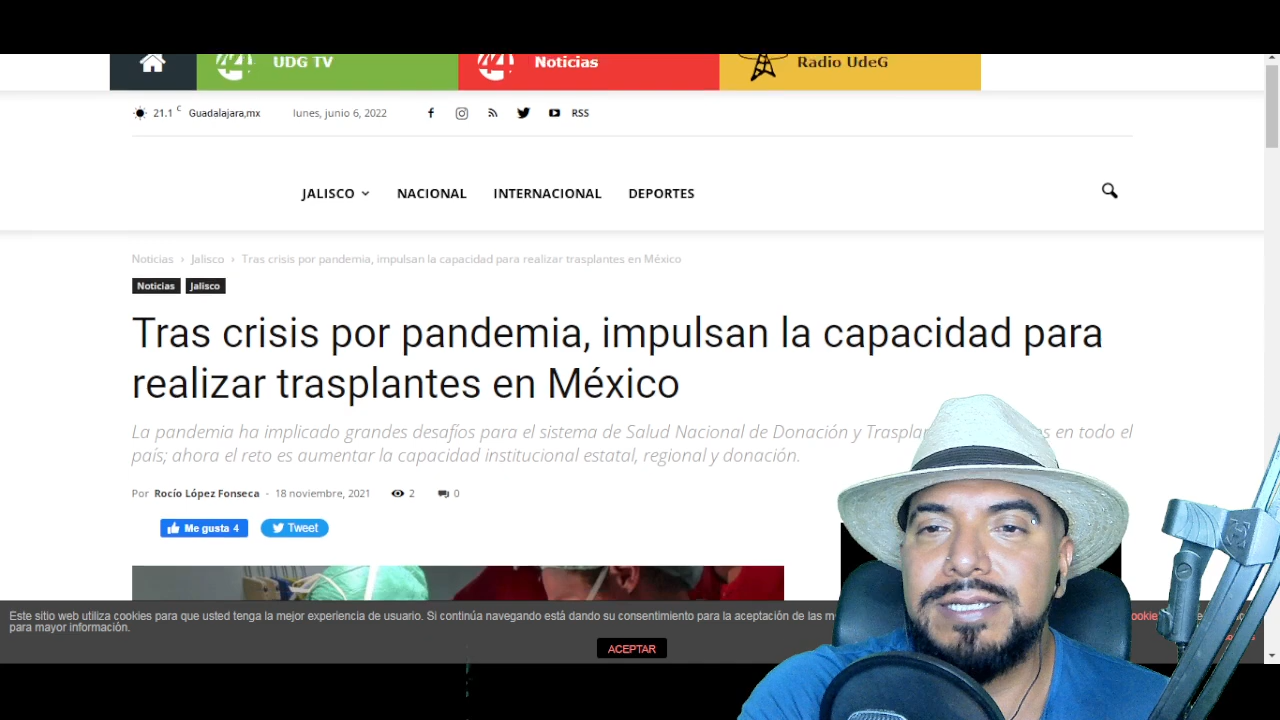 UDG TV
Noticias
Radio UdeG
21.1 C Guadalajara,mx lunes, junio 6, 2022 RSS
JALISCO NACIONAL INTERNACIONAL DEPORTES
Noticias › Jalisco › Tras crisis por pandemia, impulsan la capacidad para realizar trasplantes en México
Noticias Jalisco
Tras crisis por pandemia, impulsan la capacidad para
realizar trasplantes en México
La pandemia ha implicado grandes desafíos para el sistema de Salud Nacional de Donación y en todo el
país; ahora el reto es aumentar la capacidad institucional estatal, regional y donación.
Por Rocío López Fonseca - 18 noviembre, 2021 2 0
Me gusta 4 Tweet
Este sitio web utiliza cookies para que usted tenga la mejor experiencia de usuario. Si continúa navegando está dando su consentimiento para la aceptación de las
para mayor información.
ACEPTAR